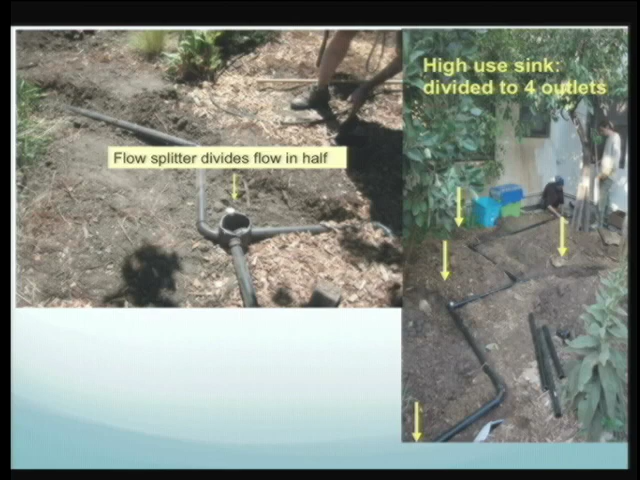 High use sink:
divided to 4 outlets
Flow splitter divides flow in half